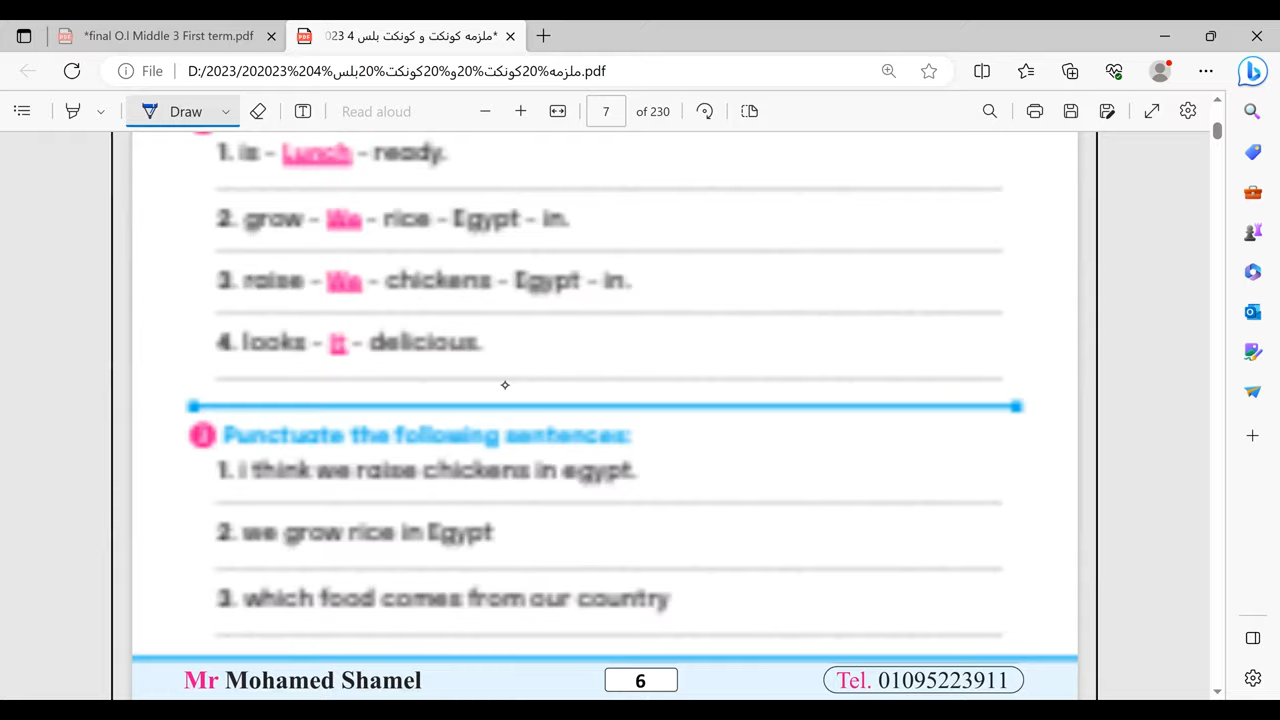 *final O.I Middle 3 First term.pdf
*ملزمه كونكت و كونكت بلس 4 023
File
D:/2023/202023%204%ملزمه%20كونكت%20و%20كونكت%20بلس.pdf
Draw
Read aloud
7
of 230
1. is - Lunch - ready.
2. grow - We - rice - Egypt - in.
3. raise - We - chickens - Egypt - in.
4. looks - It - delicious.
Punctuate the following sentences:
1. i think we raise chickens in egypt.
2. we grow rice in Egypt
3. which food comes from our country
Mr Mohamed Shamel
6
Tel. 01095223911